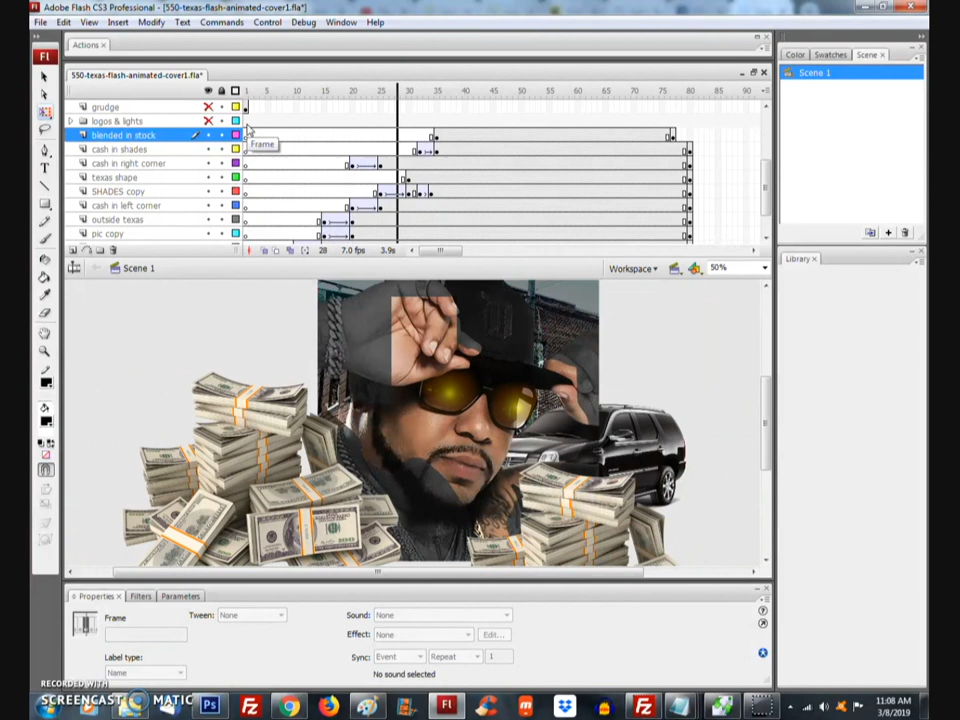 Adobe Flash CS3 Professional - [550-texas-flash-animated-cover1.fla*]
File Edit View Insert Modify Text Commands Control Debug Window Help
Actions ×
550-texas-flash-animated-cover1.fla*
1 5 10 15 20 25 30 35 40 45 50 55 60 65 70 75 80 85 90
grudge
logos & lights
blended in stock
Frame
cash in shades
cash in right corner
texas shape
SHADES copy
cash in left corner
outside texas
pic copy
28 7.0 fps 3.9s
Scene 1
Workspace
50%
Color Swatches Scene ×
Scene 1
Library ×
Properties × Filters Parameters
Frame
Tween: None
Sound: None
Effect: None Edit...
Label type:
Name
Sync: Event Repeat 1
No sound selected
RECORDED WITH
SCREENCAST MATIC
Fl
Ps
11:08 AM
3/8/2019